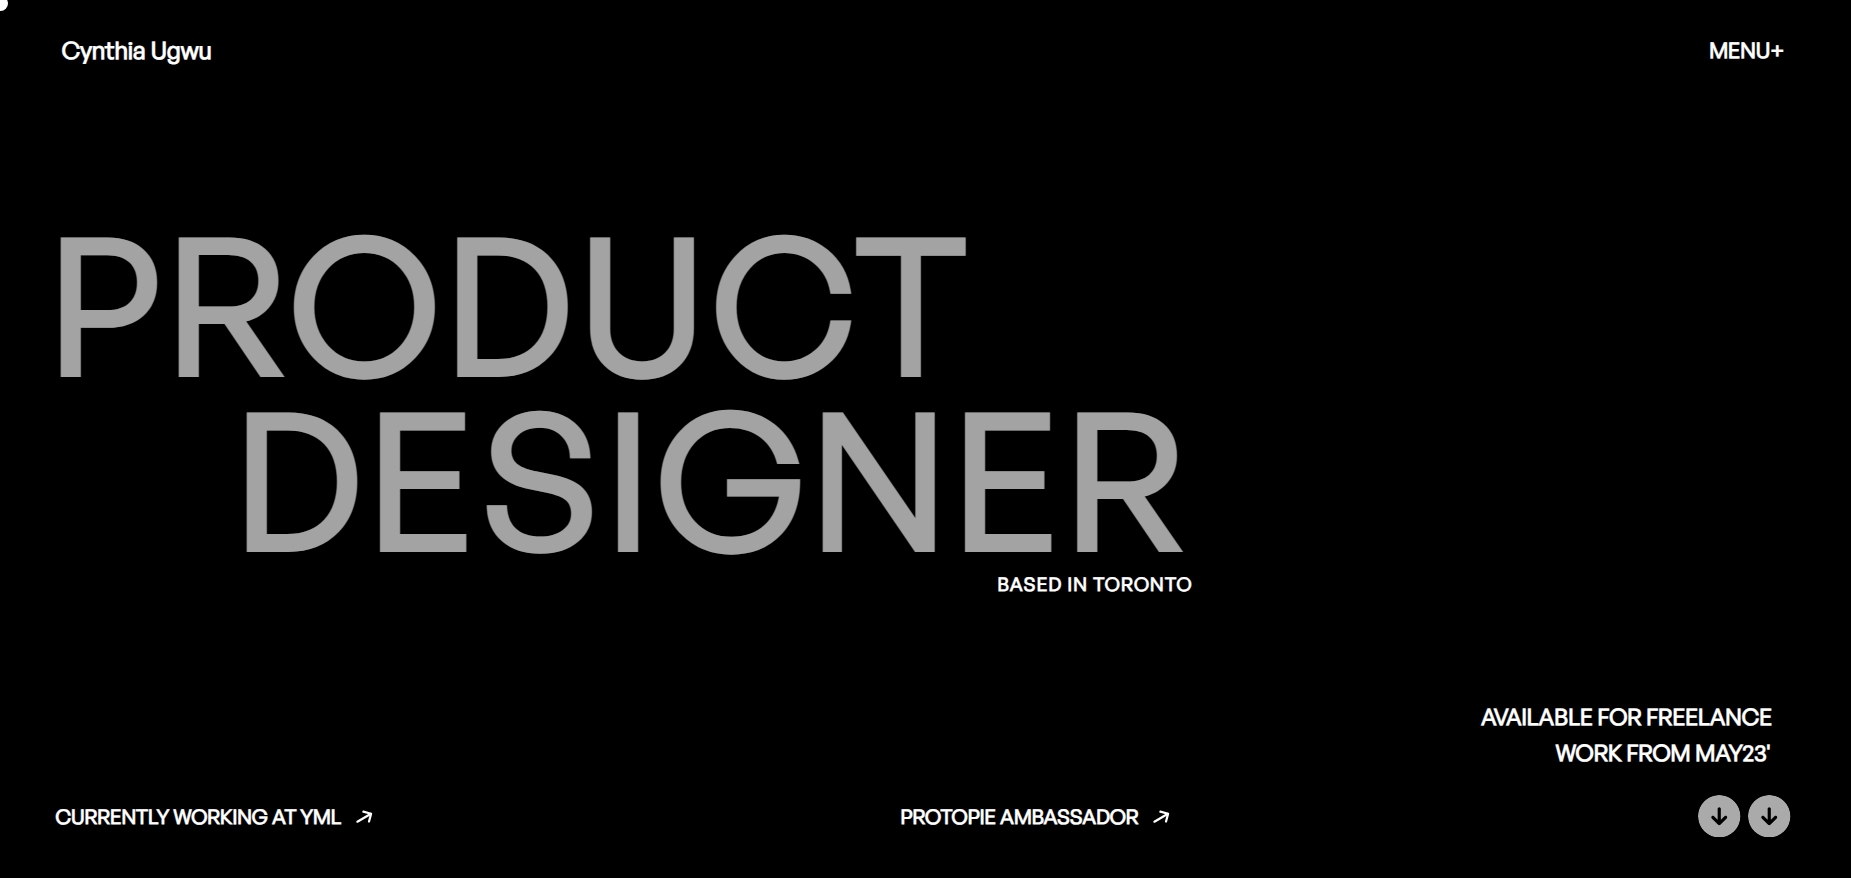 Cynthia Ugwu
MENU+
PRODUCT
DESIGNER
BASED IN TORONTO
AVAILABLE FOR FREELANCE
WORK FROM MAY23'
CURRENTLY WORKING AT YML
PROTOPIE AMBASSADOR